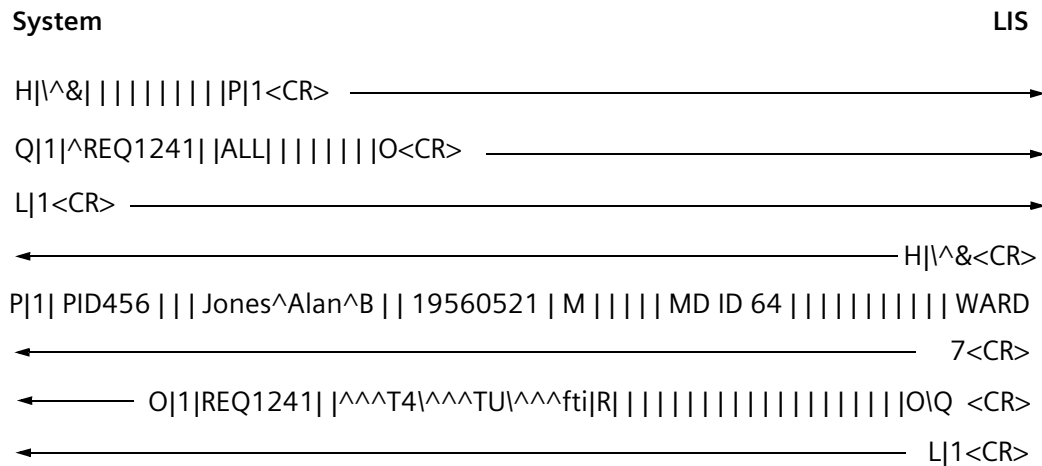 System LIS
H|\^&| | | | | | | | | |P|1<CR>
Q|1|^REQ1241| |ALL| | | | | | | |O<CR>
L|1<CR>
H|\^&<CR>
P|1| PID456 | | | Jones^Alan^B | | 19560521 | M | | | | | MD ID 64 | | | | | | | | | | | WARD
7<CR>
O|1|REQ1241| |^^^T4\^^^TU\^^^fti|R| | | | | | | | | | | | | | | | | | | |O\Q <CR>
L|1<CR>